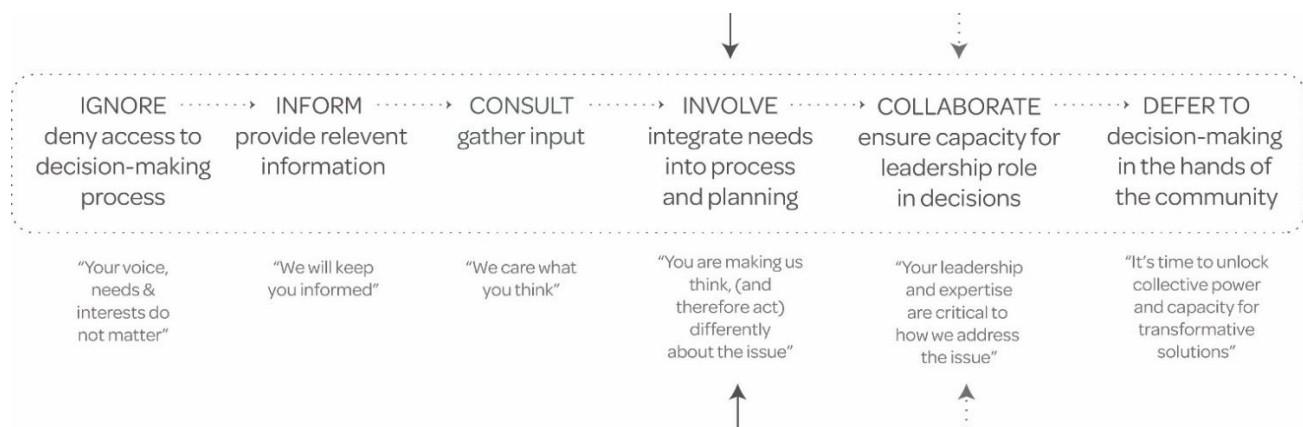 IGNORE
deny access to
decision-making
process
INFORM
provide relevent
information
CONSULT
gather input
INVOLVE
integrate needs
into process
and planning
COLLABORATE
ensure capacity for
leadership role
in decisions
DEFER TO
decision-making
in the hands of
the community
“Your voice,
needs &
interests do
not matter”
“We will keep
you informed”
“We care what
you think”
“You are making us
think, (and
therefore act)
differently
about the issue”
“Your leadership
and expertise
are critical to
how we address
the issue”
“It’s time to unlock
collective power
and capacity for
transformative
solutions”